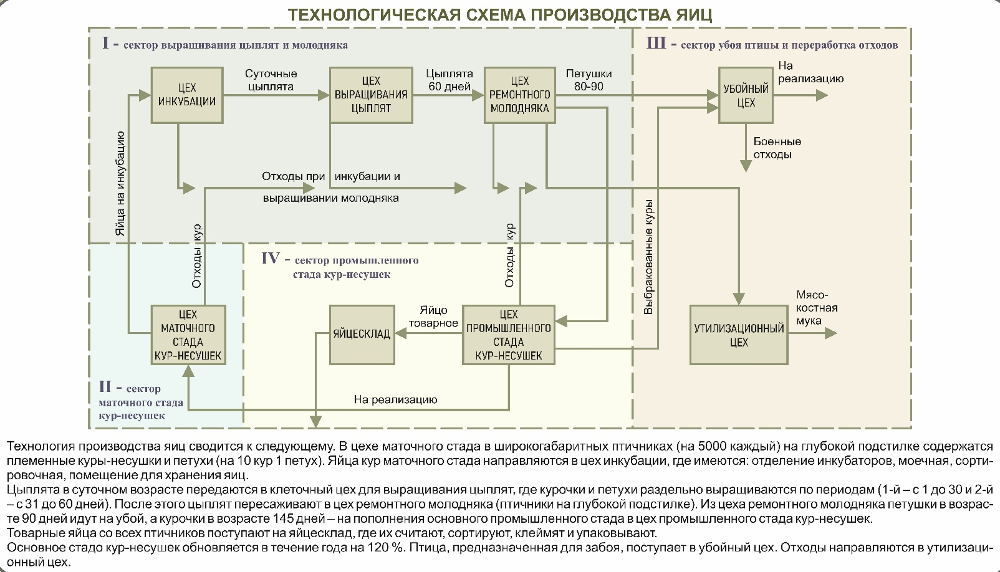 ТЕХНОЛОГИЧЕСКАЯ СХЕМА ПРОИЗВОДСТВА ЯИЦ
I - сектор выращивания цыплят и молодняка
III - сектор убоя птицы и переработка отходов
ЦЕХ
ИНКУБАЦИИ
Суточные
цыплята
ЦЕХ
ВЫРАЩИВАНИЯ
ЦЫПЛЯТ
Цыплята
60 дней
ЦЕХ
РЕМОНТНОГО
МОЛОДНЯКА
Петушки
80-90
УБОЙНЫЙ
ЦЕХ
На
реализацию
Боенные
отходы
Яйца на инкубацию
Отходы при инкубации и
выращивании молодняка
Отходы кур
Отходы кур
Выбракованные куры
IV - сектор промышленного
стада кур-несушек
ЦЕХ
МАТОЧНОГО
СТАДА
КУР-НЕСУШЕК
ЯЙЦЕСКЛАД
Яйцо
товарное
ЦЕХ
ПРОМЫШЛЕННОГО
СТАДА
КУР-НЕСУШЕК
УТИЛИЗАЦИОННЫЙ
ЦЕХ
Мясо-
костная
мука
II - сектор
маточного стада
кур-несушек
На реализацию
Технология производства яиц сводится к следующему. В цехе маточного стада в широкогабаритных птичниках (на 5000 каждый) на глубокой подстилке содержатся
племенные куры-несушки и петухи (на 10 кур 1 петух). Яйца кур маточного стада направляются в цех инкубации, где имеются: отделение инкубаторов, моечная, сорти-
ровочная, помещение для хранения яиц.
Цыплята в суточном возрасте передаются в клеточный цех для выращивания цыплят, где курочки и петухи раздельно выращиваются по периодам (1-й – с 1 до 30 и 2-й
– с 31 до 60 дней). После этого цыплят пересаживают в цех ремонтного молодняка (птичники на глубокой подстилке). Из цеха ремонтного молодняка петушки в возрас-
те 90 дней идут на убой, а курочки в возрасте 145 дней – на пополнения основного промышленного стада в цех промышленного стада кур-несушек.
Товарные яйца со всех птичников поступают на яйцесклад, где их считают, сортируют, клеймят и упаковывают.
Основное стадо кур-несушек обновляется в течение года на 120 %. Птица, предназначенная для забоя, поступает в убойный цех. Отходы направляются в утилизаци-
онный цех.